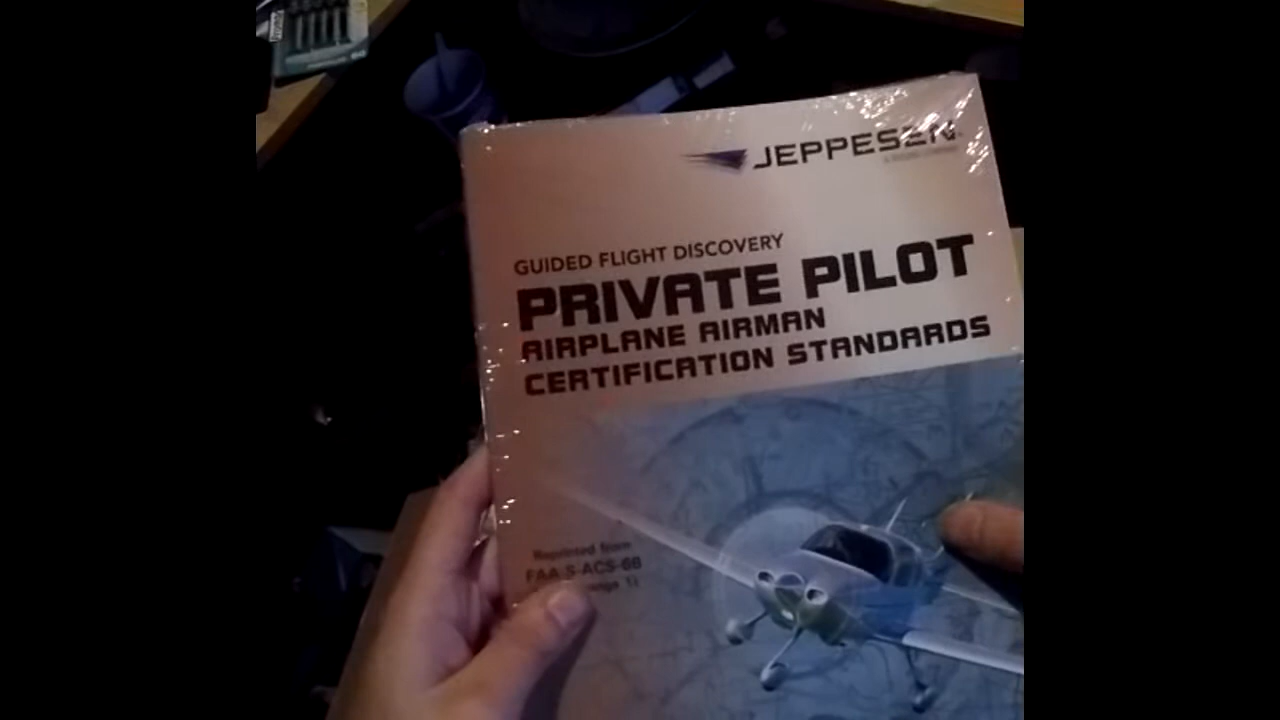 JEPPESEN
GUIDED FLIGHT DISCOVERY
PRIVATE PILOT
AIRPLANE AIRMAN
CERTIFICATION STANDARDS
Reprinted from
FAA-S-ACS-6B